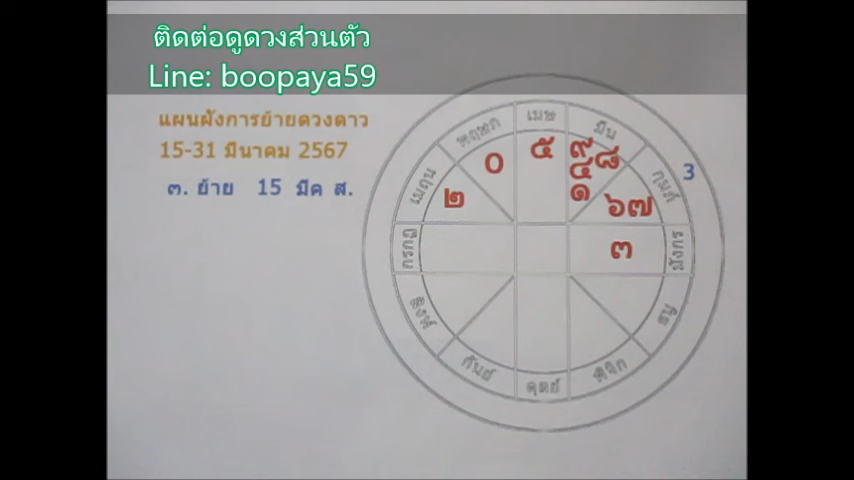 ติดต่อดูดวงส่วนตัว
Line: boopaya59
แผนผังการย้ายดวงดาว
15-31 มีนาคม 2567
๓. ย้าย 15 มีค ส.
เมษ
พฤษภ
มีน
เมถุน
กุมภ์
3
๕
๙
๐
๔
๘
๒
๑
๖๗
กรกฎ
มังกร
๓
สิงห์
ธนู
กันย์
พิจิก
ตุลย์